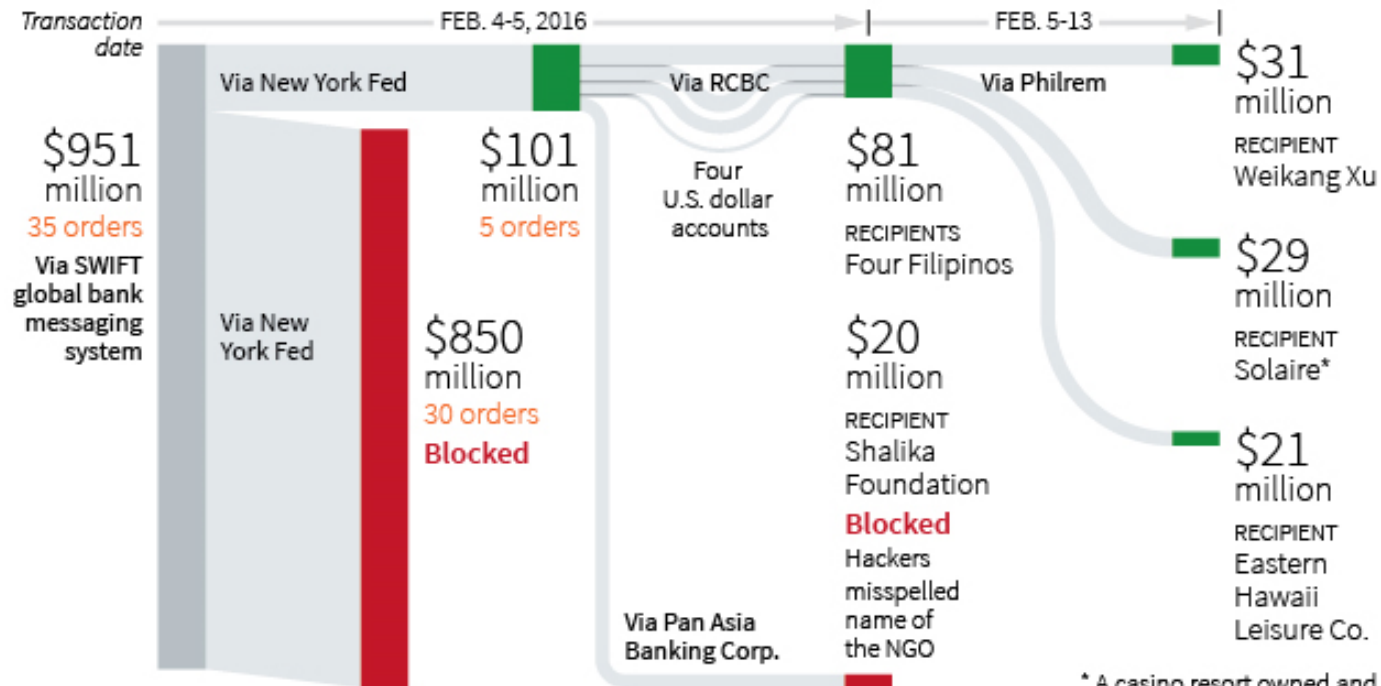 Transaction
date
FEB. 4-5, 2016
FEB. 5-13
Via New York Fed
Via RCBC
Via Philrem
$951
million
35 orders
Via SWIFT
global bank
messaging
system
Via New
York Fed
$850
million
30 orders
Blocked
$101
million
5 orders
Four
U.S. dollar
accounts
Via Pan Asia
Banking Corp.
$81
million
RECIPIENTS
Four Filipinos
$20
million
RECIPIENT
Shalika
Foundation
Blocked
Hackers
misspelled
name of
the NGO
$31
million
RECIPIENT
Weikang Xu
$29
million
RECIPIENT
Solaire*
$21
million
RECIPIENT
Eastern
Hawaii
Leisure Co.
* A casino resort owned and